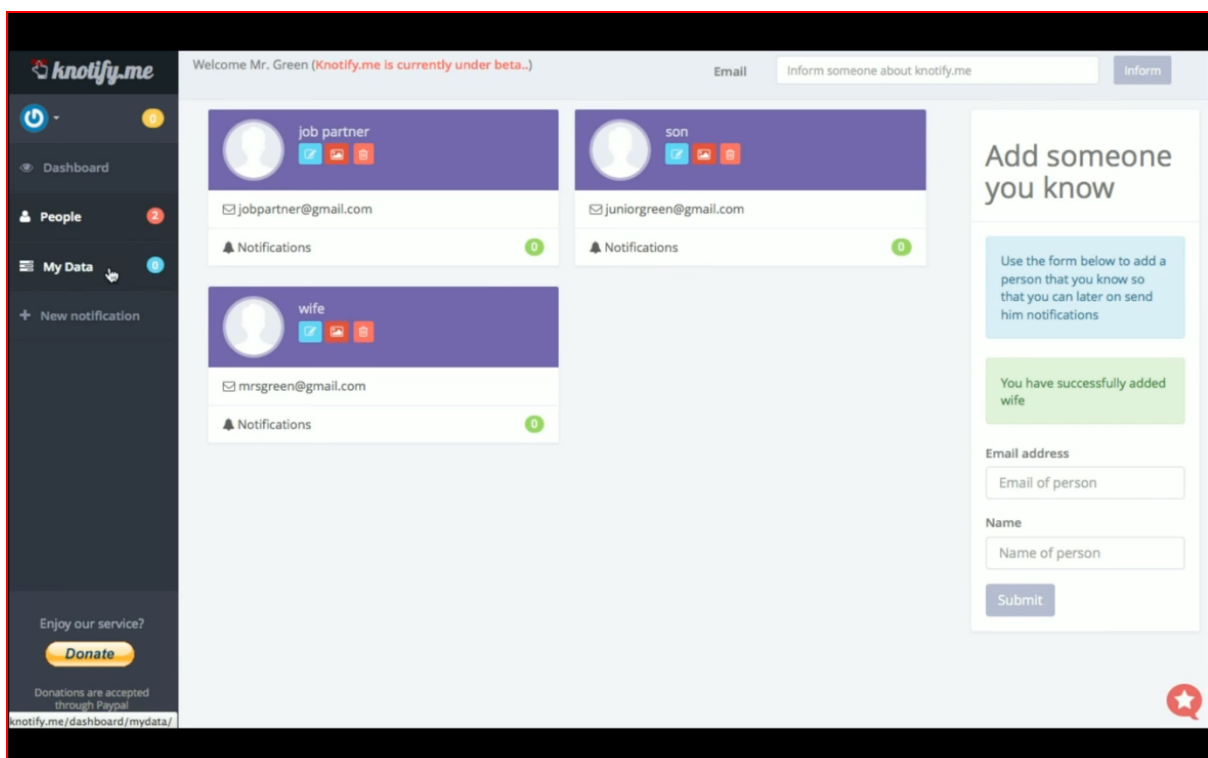 knotify.me
Welcome Mr. Green (Knotify.me is currently under beta..)
Email
Inform someone about knotify.me
Inform
0
Dashboard
People
2
My Data
0
New notification
Enjoy our service?
Donate
Donations are accepted
through Paypal
knotify.me/dashboard/mydata/
job partner
jobpartner@gmail.com
Notifications
0
son
juniorgreen@gmail.com
Notifications
0
wife
mrsgreen@gmail.com
Notifications
0
Add someone
you know
Use the form below to add a
person that you know so
that you can later on send
him notifications
You have successfully added
wife
Email address
Email of person
Name
Name of person
Submit